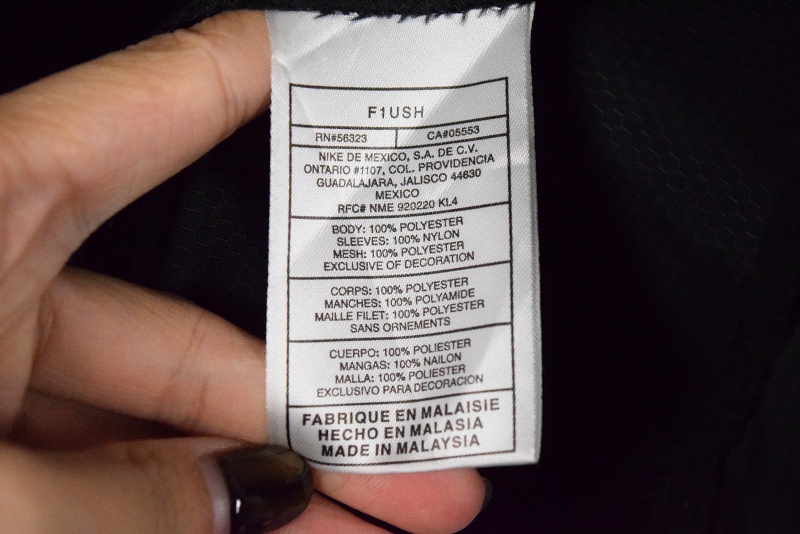 F1USH
RN#56323 CA#05553
NIKE DE MEXICO, S.A. DE C.V.
ONTARIO #1107, COL. PROVIDENCIA
GUADALAJARA, JALISCO 44630
MEXICO
RFC# NME 920220 KL4
BODY: 100% POLYESTER
SLEEVES: 100% NYLON
MESH: 100% POLYESTER
EXCLUSIVE OF DECORATION
CORPS: 100% POLYESTER
MANCHES: 100% POLYAMIDE
MAILLE FILET: 100% POLYESTER
SANS ORNEMENTS
CUERPO: 100% POLIESTER
MANGAS: 100% NAILON
MALLA: 100% POLIESTER
EXCLUSIVO PARA DECORACION
FABRIQUE EN MALAISIE
HECHO EN MALASIA
MADE IN MALAYSIA